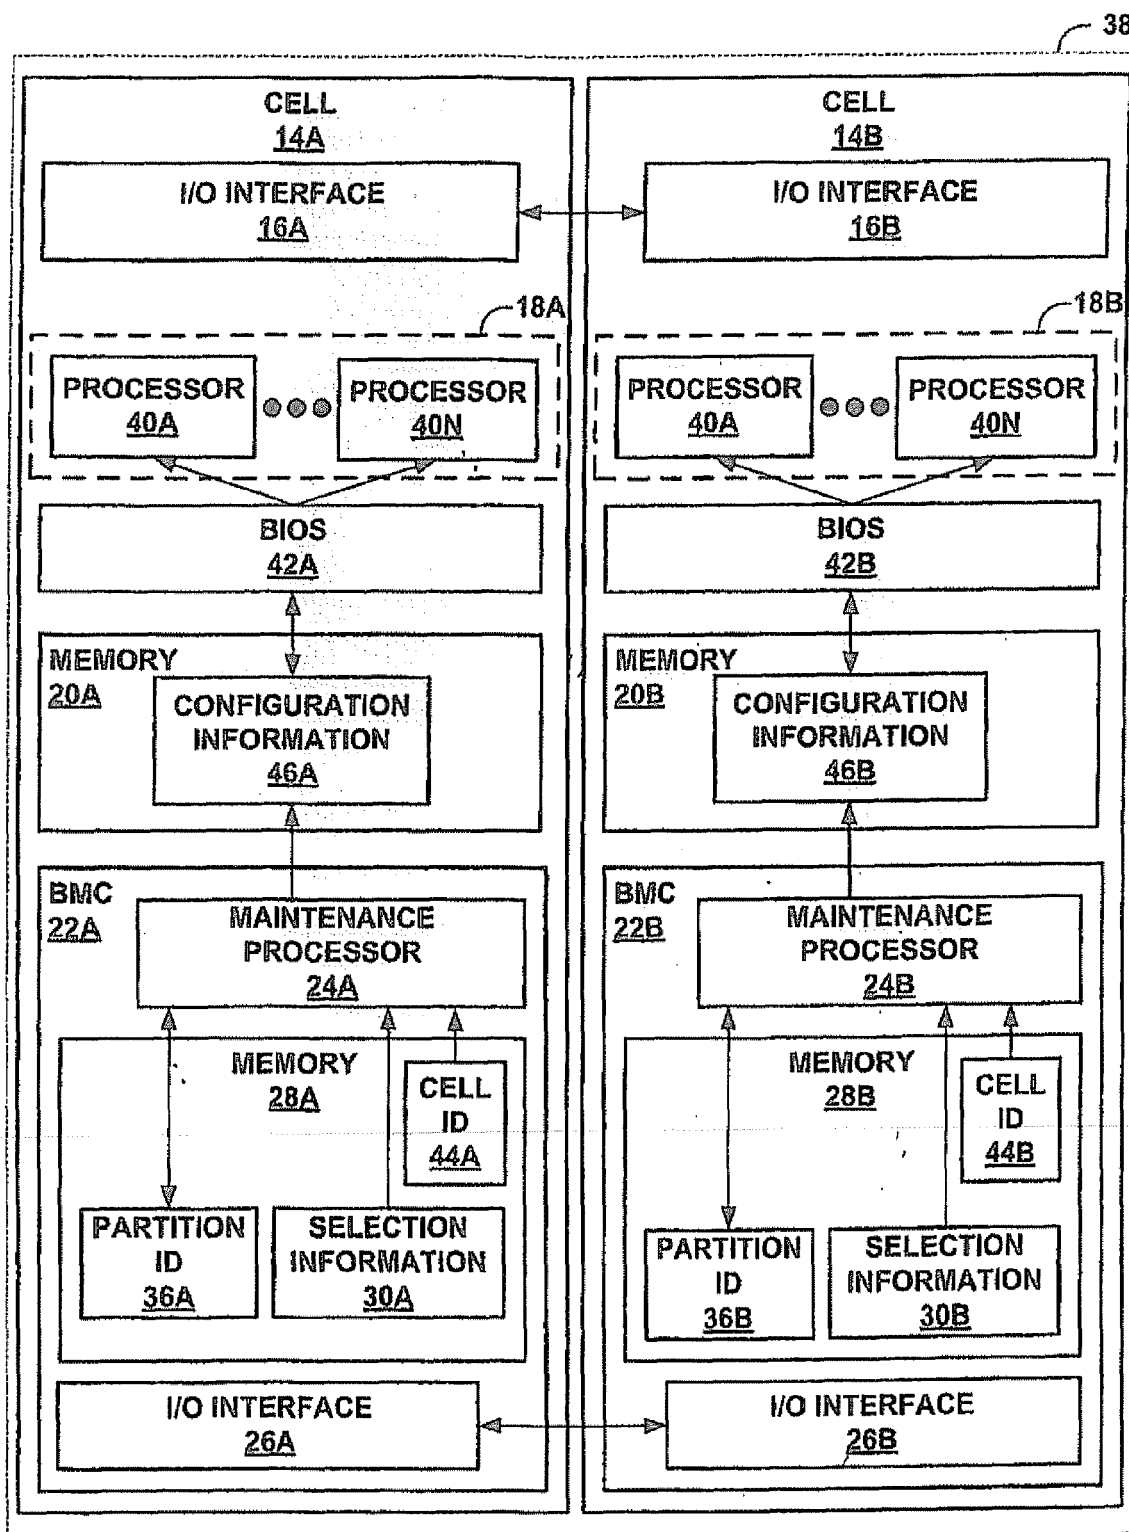 38
CELL
14A
I/O INTERFACE
16A
18A
PROCESSOR
40A
PROCESSOR
40N
BIOS
42A
MEMORY
20A
CONFIGURATION
INFORMATION
46A
BMC
22A
MAINTENANCE
PROCESSOR
24A
MEMORY
28A
CELL
ID
44A
PARTITION
ID
36A
SELECTION
INFORMATION
30A
I/O INTERFACE
26A
CELL
14B
I/O INTERFACE
16B
18B
PROCESSOR
40A
PROCESSOR
40N
BIOS
42B
MEMORY
20B
CONFIGURATION
INFORMATION
46B
BMC
22B
MAINTENANCE
PROCESSOR
24B
MEMORY
28B
CELL
ID
44B
PARTITION
ID
36B
SELECTION
INFORMATION
30B
I/O INTERFACE
26B